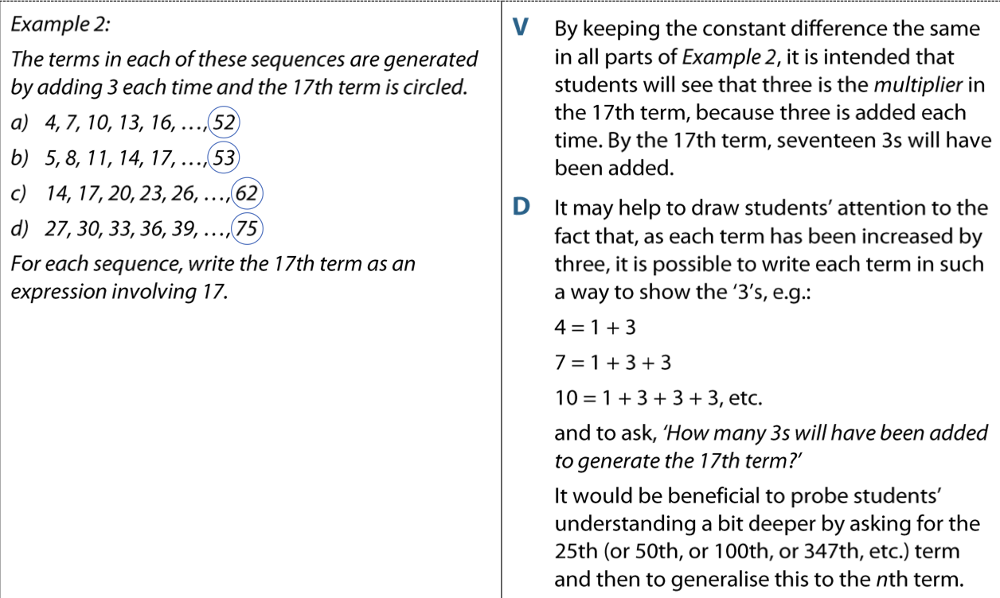 Example 2:
The terms in each of these sequences are generated
by adding 3 each time and the 17th term is circled.
a) 4, 7, 10, 13, 16, …, 52
b) 5, 8, 11, 14, 17, …, 53
c) 14, 17, 20, 23, 26, …, 62
d) 27, 30, 33, 36, 39, …, 75
For each sequence, write the 17th term as an
expression involving 17.
V By keeping the constant difference the same
in all parts of Example 2, it is intended that
students will see that three is the multiplier in
the 17th term, because three is added each
time. By the 17th term, seventeen 3s will have
been added.
D It may help to draw students’ attention to the
fact that, as each term has been increased by
three, it is possible to write each term in such
a way to show the ‘3’s, e.g.:
4 = 1 + 3
7 = 1 + 3 + 3
10 = 1 + 3 + 3 + 3, etc.
and to ask, ‘How many 3s will have been added
to generate the 17th term?’
It would be beneficial to probe students’
understanding a bit deeper by asking for the
25th (or 50th, or 100th, or 347th, etc.) term
and then to generalise this to the nth term.